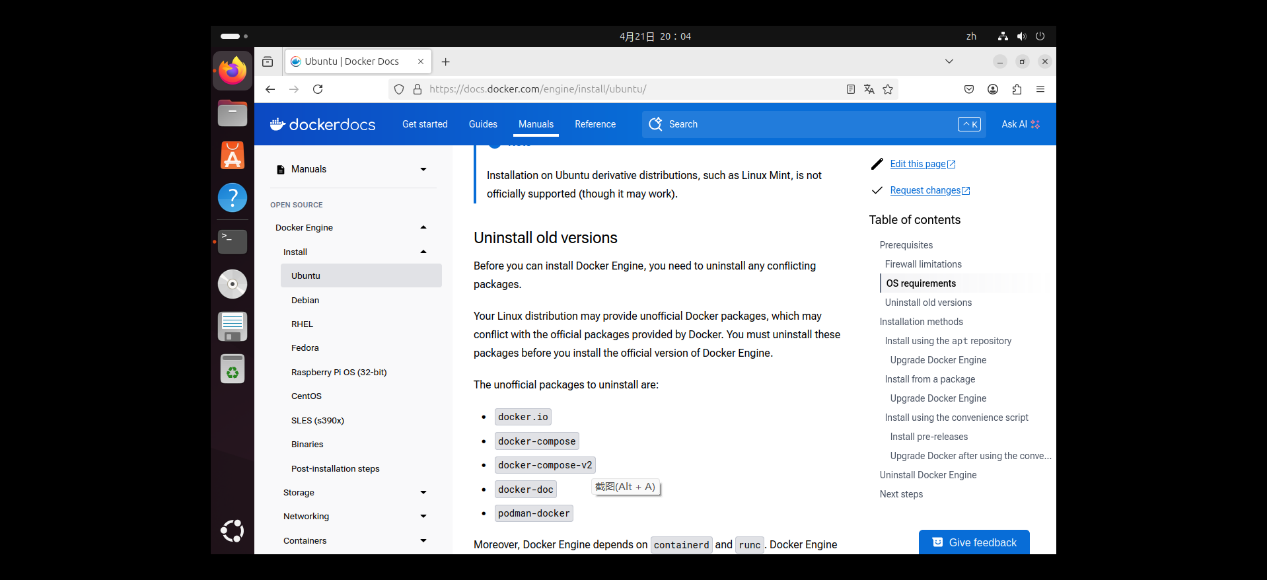 4月21日 20：04
zh
Ubuntu | Docker Docs
https://docs.docker.com/engine/install/ubuntu/
dockerdocs
Get started
Guides
Manuals
Reference
Search
^ K
Ask AI
Manuals
OPEN SOURCE
Docker Engine
Install
Ubuntu
Debian
RHEL
Fedora
Raspberry Pi OS (32-bit)
CentOS
SLES (s390x)
Binaries
Post-installation steps
Storage
Networking
Containers
Installation on Ubuntu derivative distributions, such as Linux Mint, is not
officially supported (though it may work).
Uninstall old versions
Before you can install Docker Engine, you need to uninstall any conflicting
packages.
Your Linux distribution may provide unofficial Docker packages, which may
conflict with the official packages provided by Docker. You must uninstall these
packages before you install the official version of Docker Engine.
The unofficial packages to uninstall are:
docker.io
docker-compose
docker-compose-v2
docker-doc
podman-docker
截图(Alt + A)
Moreover, Docker Engine depends on containerd and runc. Docker Engine
Edit this page
Request changes
Table of contents
Prerequisites
Firewall limitations
OS requirements
Uninstall old versions
Installation methods
Install using the apt repository
Upgrade Docker Engine
Install from a package
Upgrade Docker Engine
Install using the convenience script
Install pre-releases
Upgrade Docker after using the conve...
Uninstall Docker Engine
Next steps
Give feedback